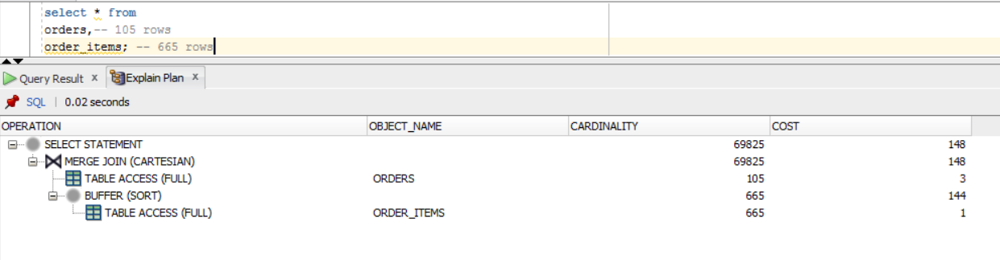 select * from
orders,-- 105 rows
order_items; -- 665 rows
Query Result x Explain Plan x
SQL | 0.02 seconds
OPERATION OBJECT_NAME CARDINALITY COST
SELECT STATEMENT 69825 148
MERGE JOIN (CARTESIAN) 69825 148
TABLE ACCESS (FULL) ORDERS 105 3
BUFFER (SORT) 665 144
TABLE ACCESS (FULL) ORDER_ITEMS 665 1